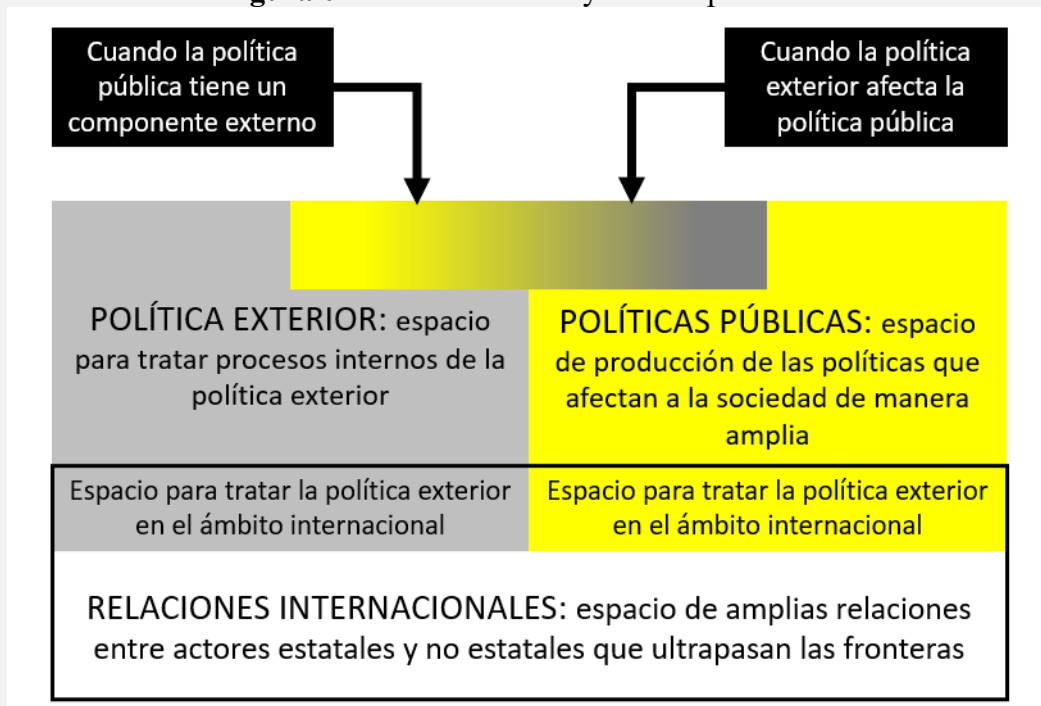 Cuando la política
pública tiene un
componente externo
Cuando la política
exterior afecta la
política pública
POLÍTICA EXTERIOR: espacio
para tratar procesos internos de la
política exterior
POLÍTICAS PÚBLICAS: espacio
de producción de las políticas que
afectan a la sociedad de manera
amplia
Espacio para tratar la política exterior
en el ámbito internacional
Espacio para tratar la política exterior
en el ámbito internacional
RELACIONES INTERNACIONALES: espacio de amplias relaciones
entre actores estatales y no estatales que ultrapasan las fronteras